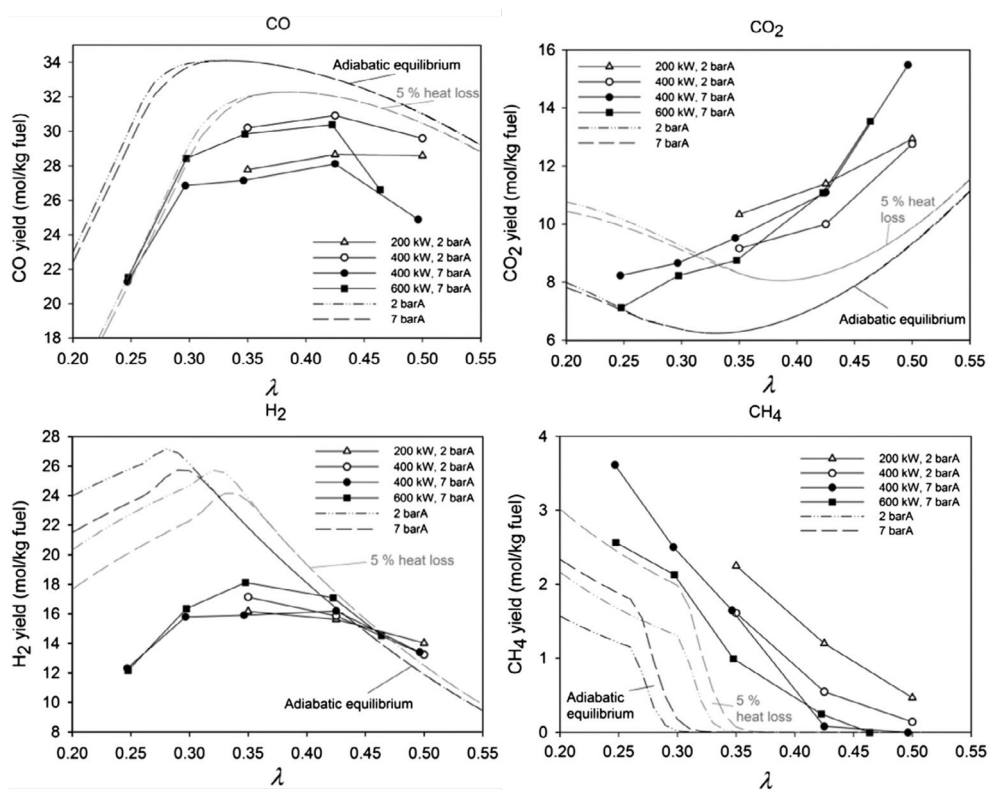 CO
CO2
CO yield (mol/kg fuel)
34
32
30
28
26
24
22
20
18
Adiabatic equilibrium
5 % heat loss
200 kW, 2 barA
400 kW, 2 barA
400 kW, 7 barA
600 kW, 7 barA
2 barA
7 barA
0.20 0.25 0.30 0.35 0.40 0.45 0.50 0.55
λ
CO2 yield (mol/kg fuel)
16
14
12
10
8
6
4
200 kW, 2 barA
400 kW, 2 barA
400 kW, 7 barA
600 kW, 7 barA
2 barA
7 barA
5 % heat
loss
Adiabatic equilibrium
0.20 0.25 0.30 0.35 0.40 0.45 0.50 0.55
λ
H2
CH4
H2 yield (mol/kg fuel)
28
26
24
22
20
18
16
14
12
10
8
200 kW, 2 barA
400 kW, 2 barA
400 kW, 7 barA
600 kW, 7 barA
2 barA
7 barA
5 % heat loss
Adiabatic equilibrium
0.20 0.25 0.30 0.35 0.40 0.45 0.50 0.55
λ
CH4 yield (mol/kg fuel)
4
3
2
1
0
200 kW, 2 barA
400 kW, 2 barA
400 kW, 7 barA
600 kW, 7 barA
2 barA
7 barA
Adiabatic
equilibrium
5 %
heat loss
0.20 0.25 0.30 0.35 0.40 0.45 0.50 0.55
λ